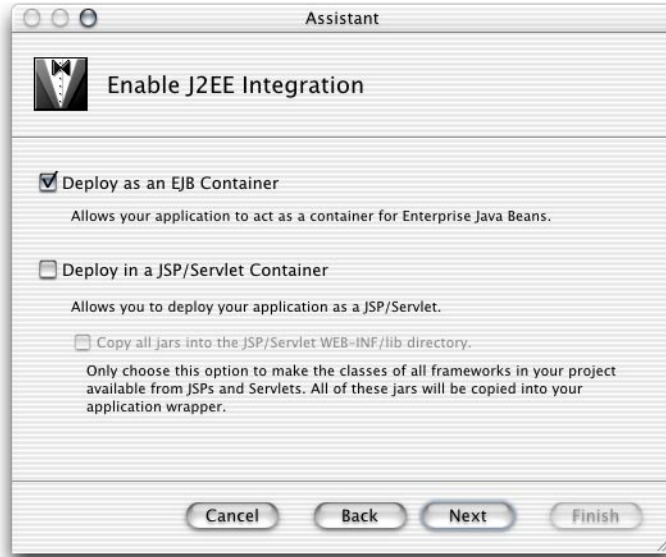 Assistant
Enable J2EE Integration
Deploy as an EJB Container
Allows your application to act as a container for Enterprise Java Beans.
Deploy in a JSP/Servlet Container
Allows you to deploy your application as a JSP/Servlet.
Copy all jars into the JSP/Servlet WEB-INF/lib directory.
Only choose this option to make the classes of all frameworks in your project
available from JSPs and Servlets. All of these jars will be copied into your
application wrapper.
Cancel Back Next Finish